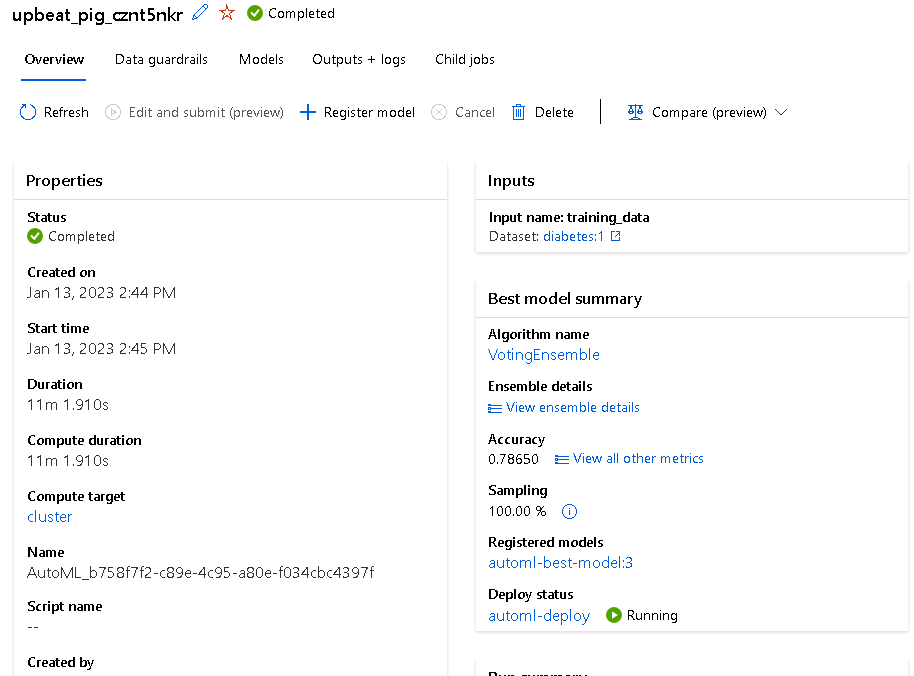 upbeat_pig_cznt5nkr Completed
Overview Data guardrails Models Outputs + logs Child jobs
Refresh Edit and submit (preview) Register model Cancel Delete Compare (preview)
Properties
Status
Completed
Created on
Jan 13, 2023 2:44 PM
Start time
Jan 13, 2023 2:45 PM
Duration
11m 1.910s
Compute duration
11m 1.910s
Compute target
cluster
Name
AutoML_b758f7f2-c89e-4c95-a80e-f034cbc4397f
Script name
--
Created by
Inputs
Input name: training_data
Dataset: diabetes:1
Best model summary
Algorithm name
VotingEnsemble
Ensemble details
View ensemble details
Accuracy
0.78650 View all other metrics
Sampling
100.00 %
Registered models
automl-best-model:3
Deploy status
automl-deploy Running
Run summary